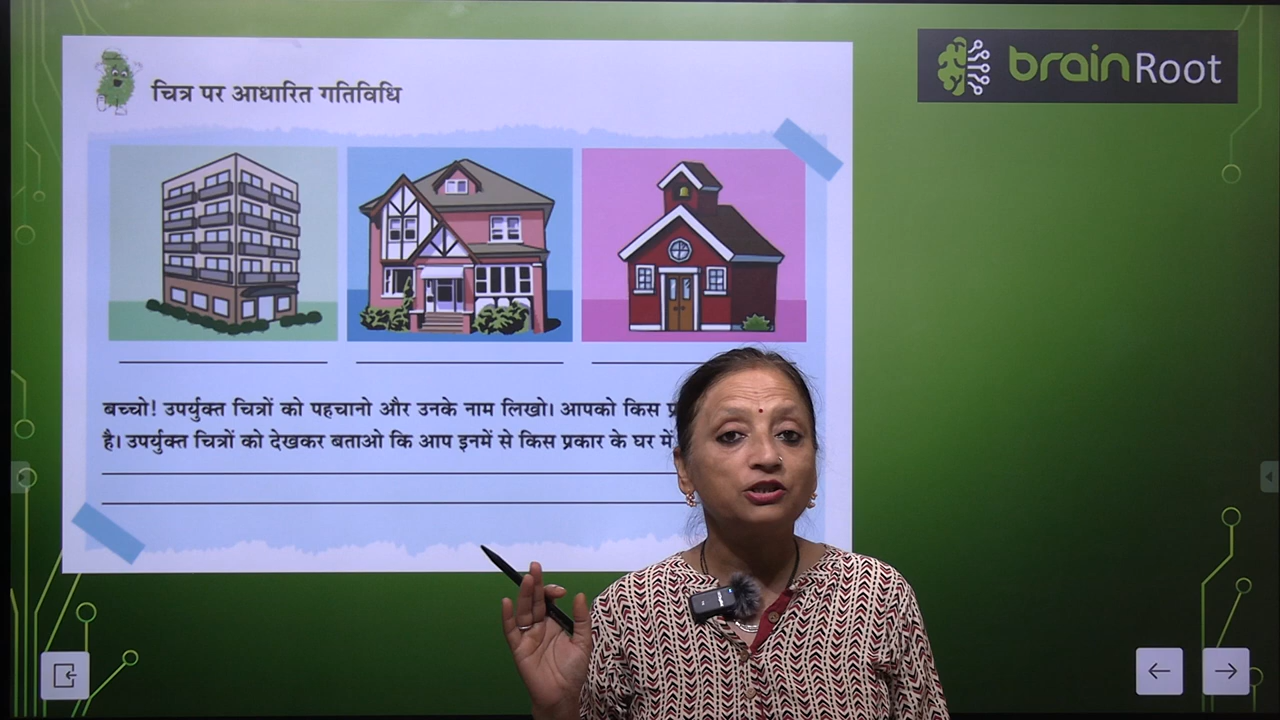 brainRoot
चित्र पर आधारित गतिविधि
बच्चो! उपर्युक्त चित्रों को पहचानो और उनके नाम लिखो। आपको किस
है। उपर्युक्त चित्रों को देखकर बताओ कि आप इनमें से किस प्रकार के घर में